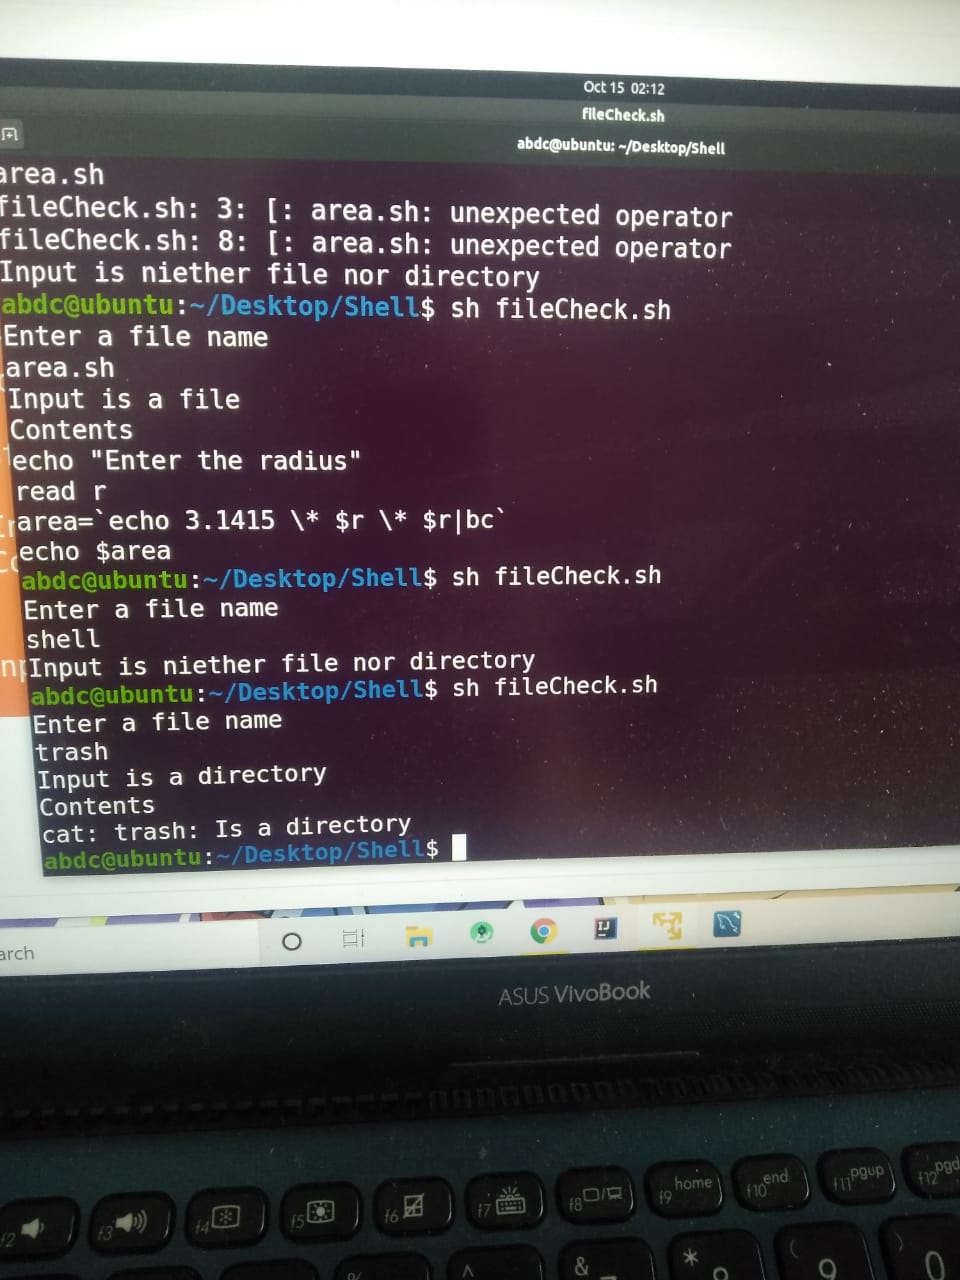 Oct 15 02:12
fileCheck.sh
abdc@ubuntu: ~/Desktop/Shell
area.sh
fileCheck.sh: 3: [: area.sh: unexpected operator
fileCheck.sh: 8: [: area.sh: unexpected operator
Input is niether file nor directory
abdc@ubuntu:~/Desktop/Shell$ sh fileCheck.sh
Enter a file name
area.sh
Input is a file
Contents
echo "Enter the radius"
read r
area=`echo 3.1415 \* $r \* $r|bc`
echo $area
abdc@ubuntu:~/Desktop/Shell$ sh fileCheck.sh
Enter a file name
shell
Input is niether file nor directory
abdc@ubuntu:~/Desktop/Shell$ sh fileCheck.sh
Enter a file name
trash
Input is a directory
Contents
cat: trash: Is a directory
abdc@ubuntu:~/Desktop/Shell$
arch
IJ
ASUS VivoBook
f2 f3 f4 f5 f6 f7 f8 f9 home f10 end f11 pgup f12 pgd
^ & * ( 9 ) 0